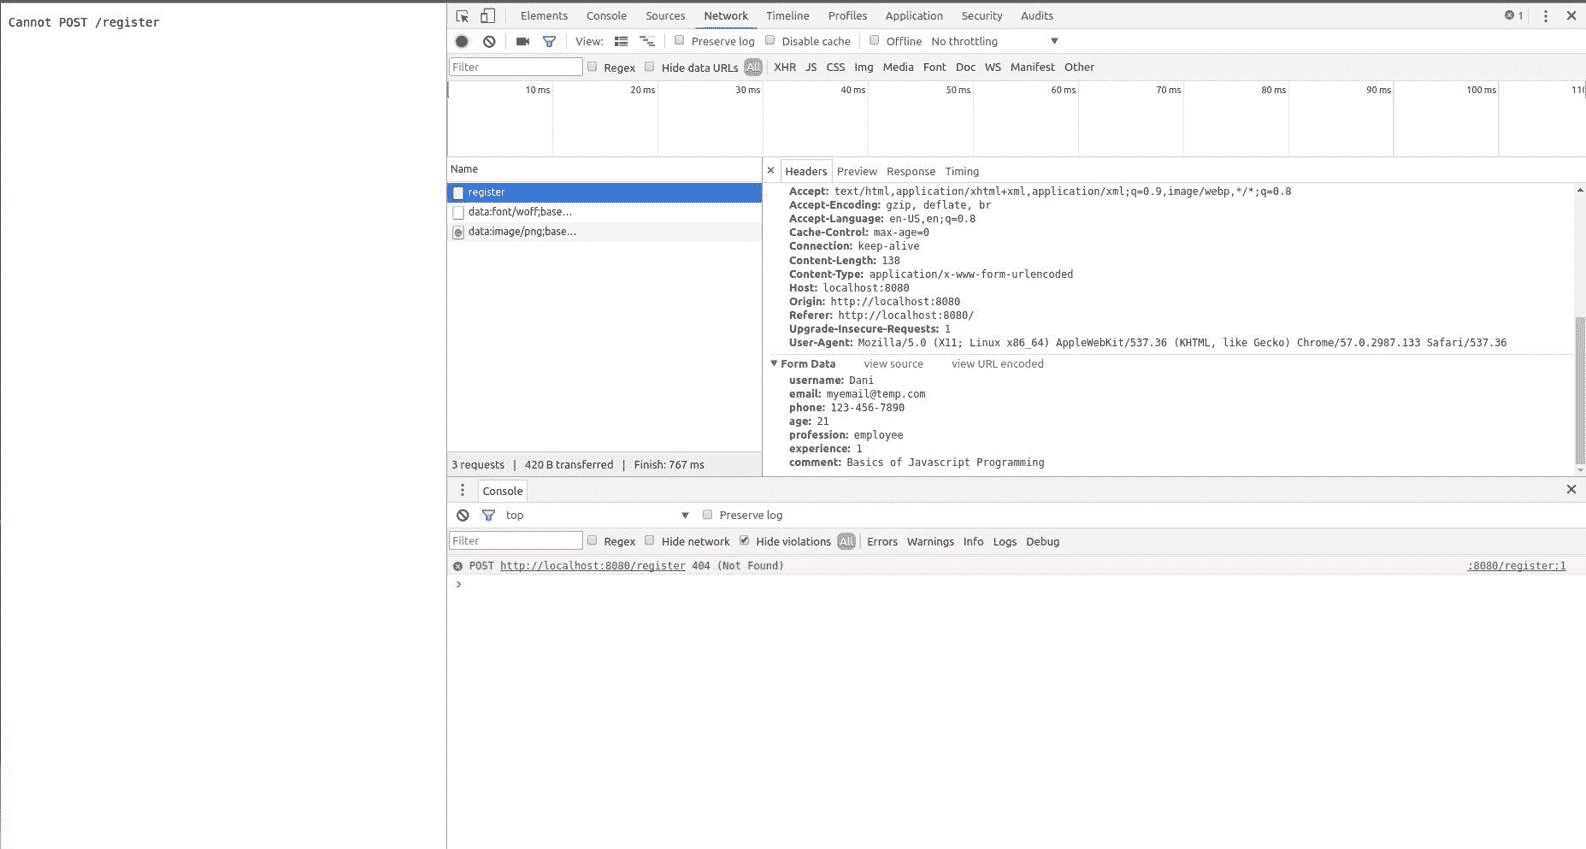 Cannot POST /register
Elements Console Sources Network Timeline Profiles Application Security Audits 1
View: Preserve log Disable cache Offline No throttling
Filter Regex Hide data URLs All XHR JS CSS Img Media Font Doc WS Manifest Other
10 ms 20 ms 30 ms 40 ms 50 ms 60 ms 70 ms 80 ms 90 ms 100 ms
Name
register
data:font/woff;base...
data:image/png;base...
3 requests | 420 B transferred | Finish: 767 ms
Headers Preview Response Timing
Accept: text/html,application/xhtml+xml,application/xml;q=0.9,image/webp,*/*;q=0.8
Accept-Encoding: gzip, deflate, br
Accept-Language: en-US,en;q=0.8
Cache-Control: max-age=0
Connection: keep-alive
Content-Length: 138
Content-Type: application/x-www-form-urlencoded
Host: localhost:8080
Origin: http://localhost:8080
Referer: http://localhost:8080/
Upgrade-Insecure-Requests: 1
User-Agent: Mozilla/5.0 (X11; Linux x86_64) AppleWebKit/537.36 (KHTML, like Gecko) Chrome/57.0.2987.133 Safari/537.36
Form Data view source view URL encoded
username: Dani
email: myemail@temp.com
phone: 123-456-7890
age: 21
profession: employee
experience: 1
comment: Basics of Javascript Programming
Console
top Preserve log
Filter Regex Hide network Hide violations All Errors Warnings Info Logs Debug
POST http://localhost:8080/register 404 (Not Found) :8080/register:1